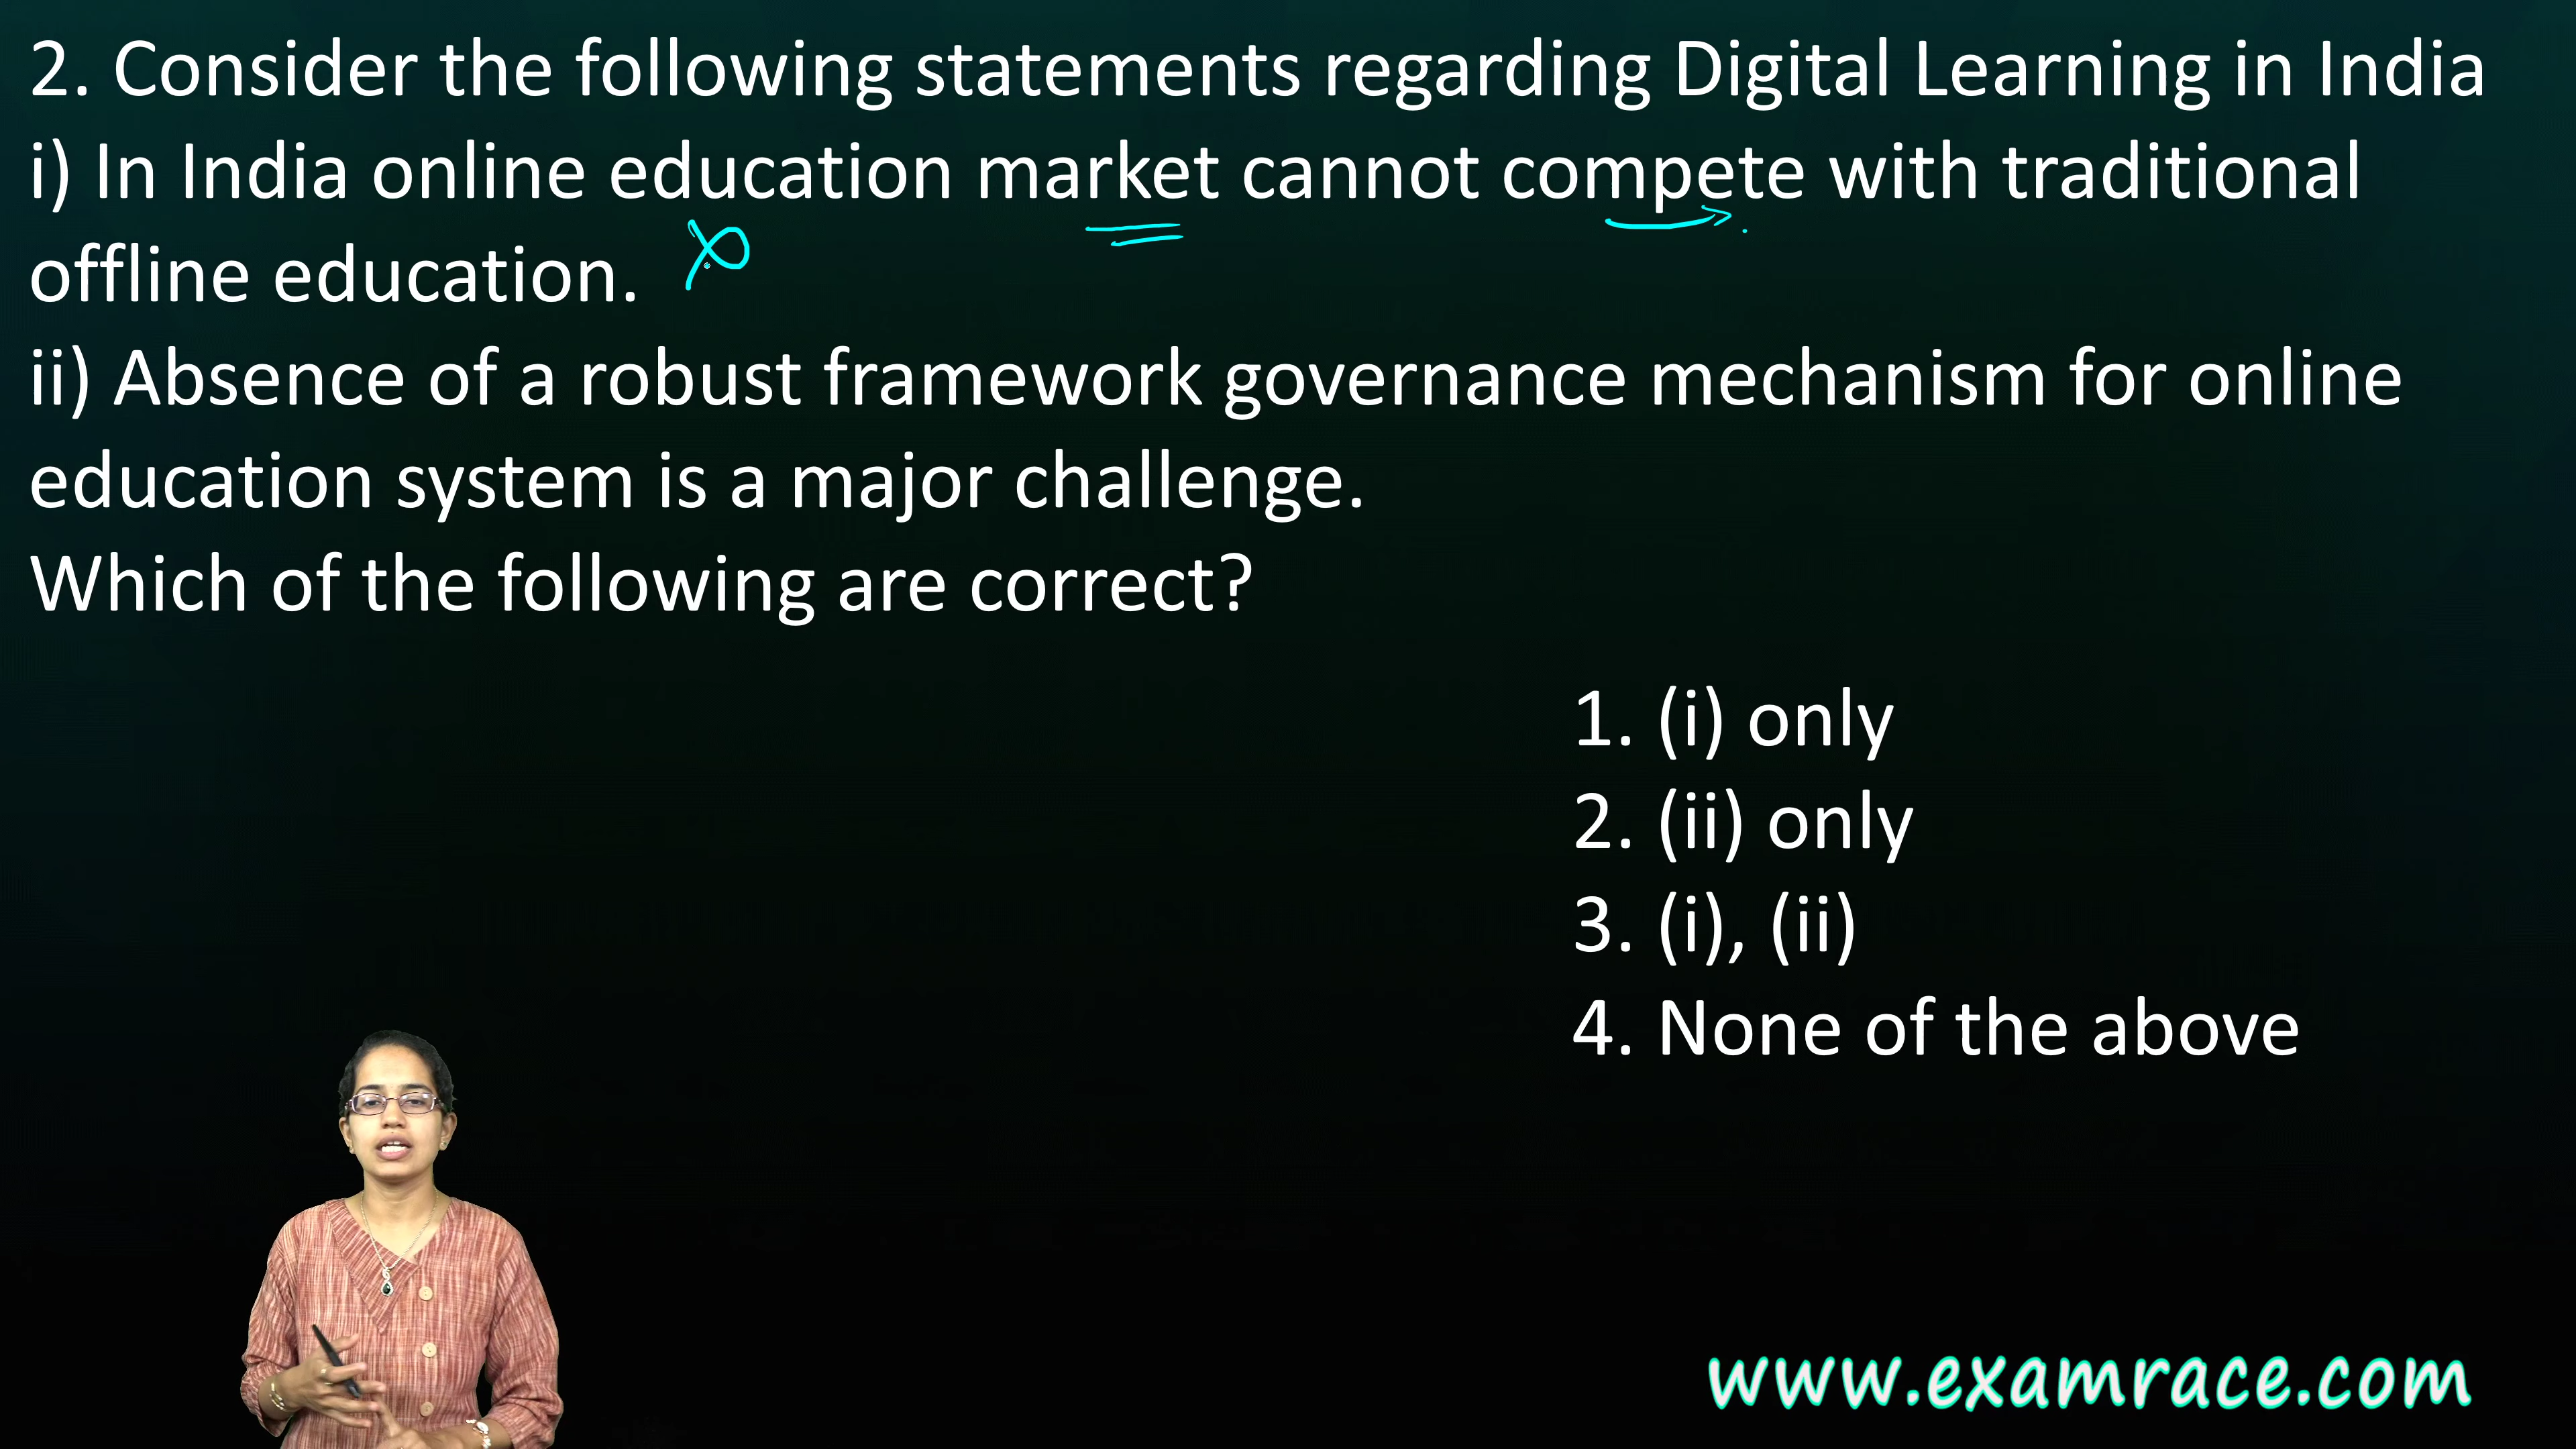 2. Consider the following statements regarding Digital Learning in India
i) In India online education market cannot compete with traditional
offline education.
ii) Absence of a robust framework governance mechanism for online
education system is a major challenge.
Which of the following are correct?
1. (i) only
2. (ii) only
3. (i), (ii)
4. None of the above
www.examrace.com